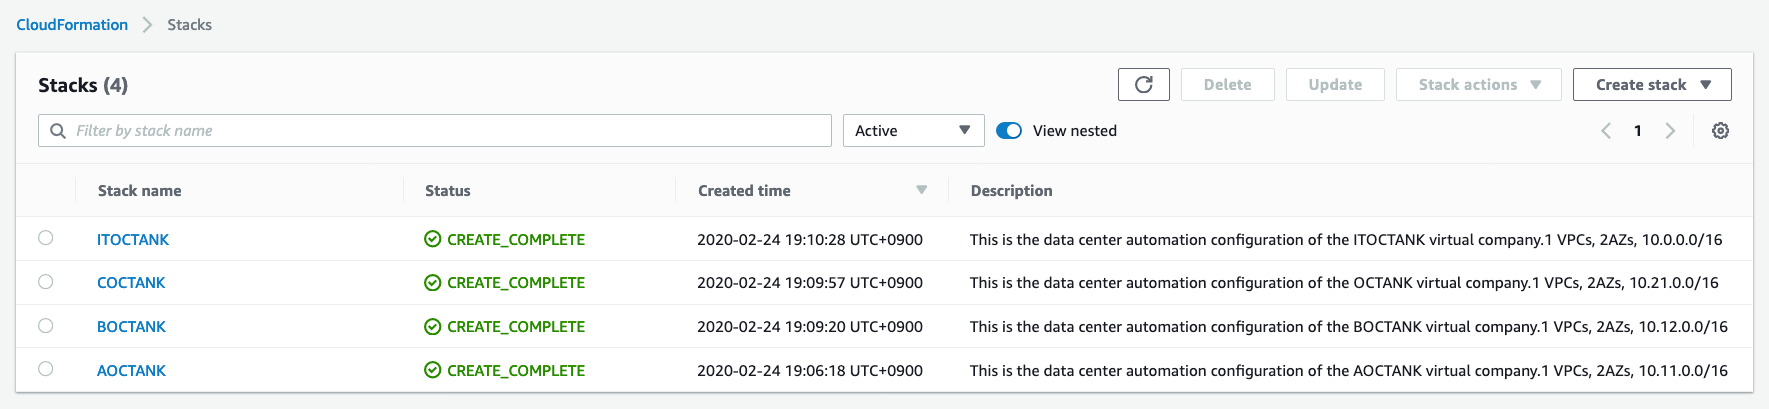 CloudFormation > Stacks
Stacks (4) Delete Update Stack actions Create stack
Filter by stack name Active View nested 1
Stack name Status Created time Description
ITOCTANK CREATE_COMPLETE 2020-02-24 19:10:28 UTC+0900 This is the data center automation configuration of the ITOCTANK virtual company.1 VPCs, 2AZs, 10.0.0.0/16
COCTANK CREATE_COMPLETE 2020-02-24 19:09:57 UTC+0900 This is the data center automation configuration of the OCTANK virtual company.1 VPCs, 2AZs, 10.21.0.0/16
BOCTANK CREATE_COMPLETE 2020-02-24 19:09:20 UTC+0900 This is the data center automation configuration of the BOCTANK virtual company.1 VPCs, 2AZs, 10.12.0.0/16
AOCTANK CREATE_COMPLETE 2020-02-24 19:06:18 UTC+0900 This is the data center automation configuration of the AOCTANK virtual company.1 VPCs, 2AZs, 10.11.0.0/16